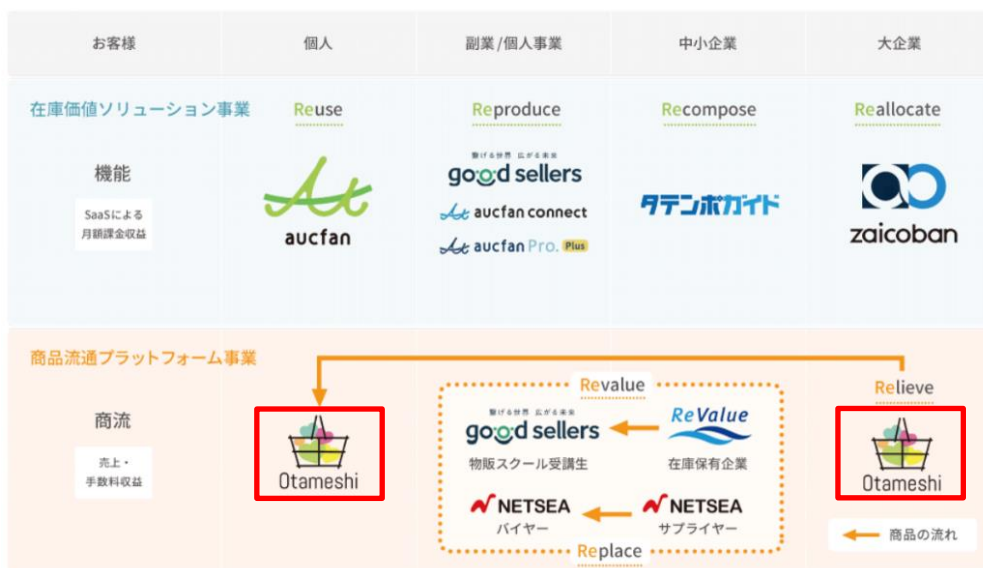 お客様
個人
副業/個人事業
中小企業
大企業
在庫価値ソリューション事業
Reuse
Reproduce
Recompose
Reallocate
機能
SaaSによる
月額課金収益
aucfan
繋げる世界 広がる未来
good sellers
aucfan connect
aucfan Pro. Plus
タテンポガイド
zaicoban
商品流通プラットフォーム事業
商流
売上・
手数料収益
Otameshi
Revalue
繋げる世界 広がる未来
good sellers
物販スクール受講生
ReValue
在庫保有企業
NETSEA
バイヤー
NETSEA
サプライヤー
Replace
Relieve
Otameshi
商品の流れ